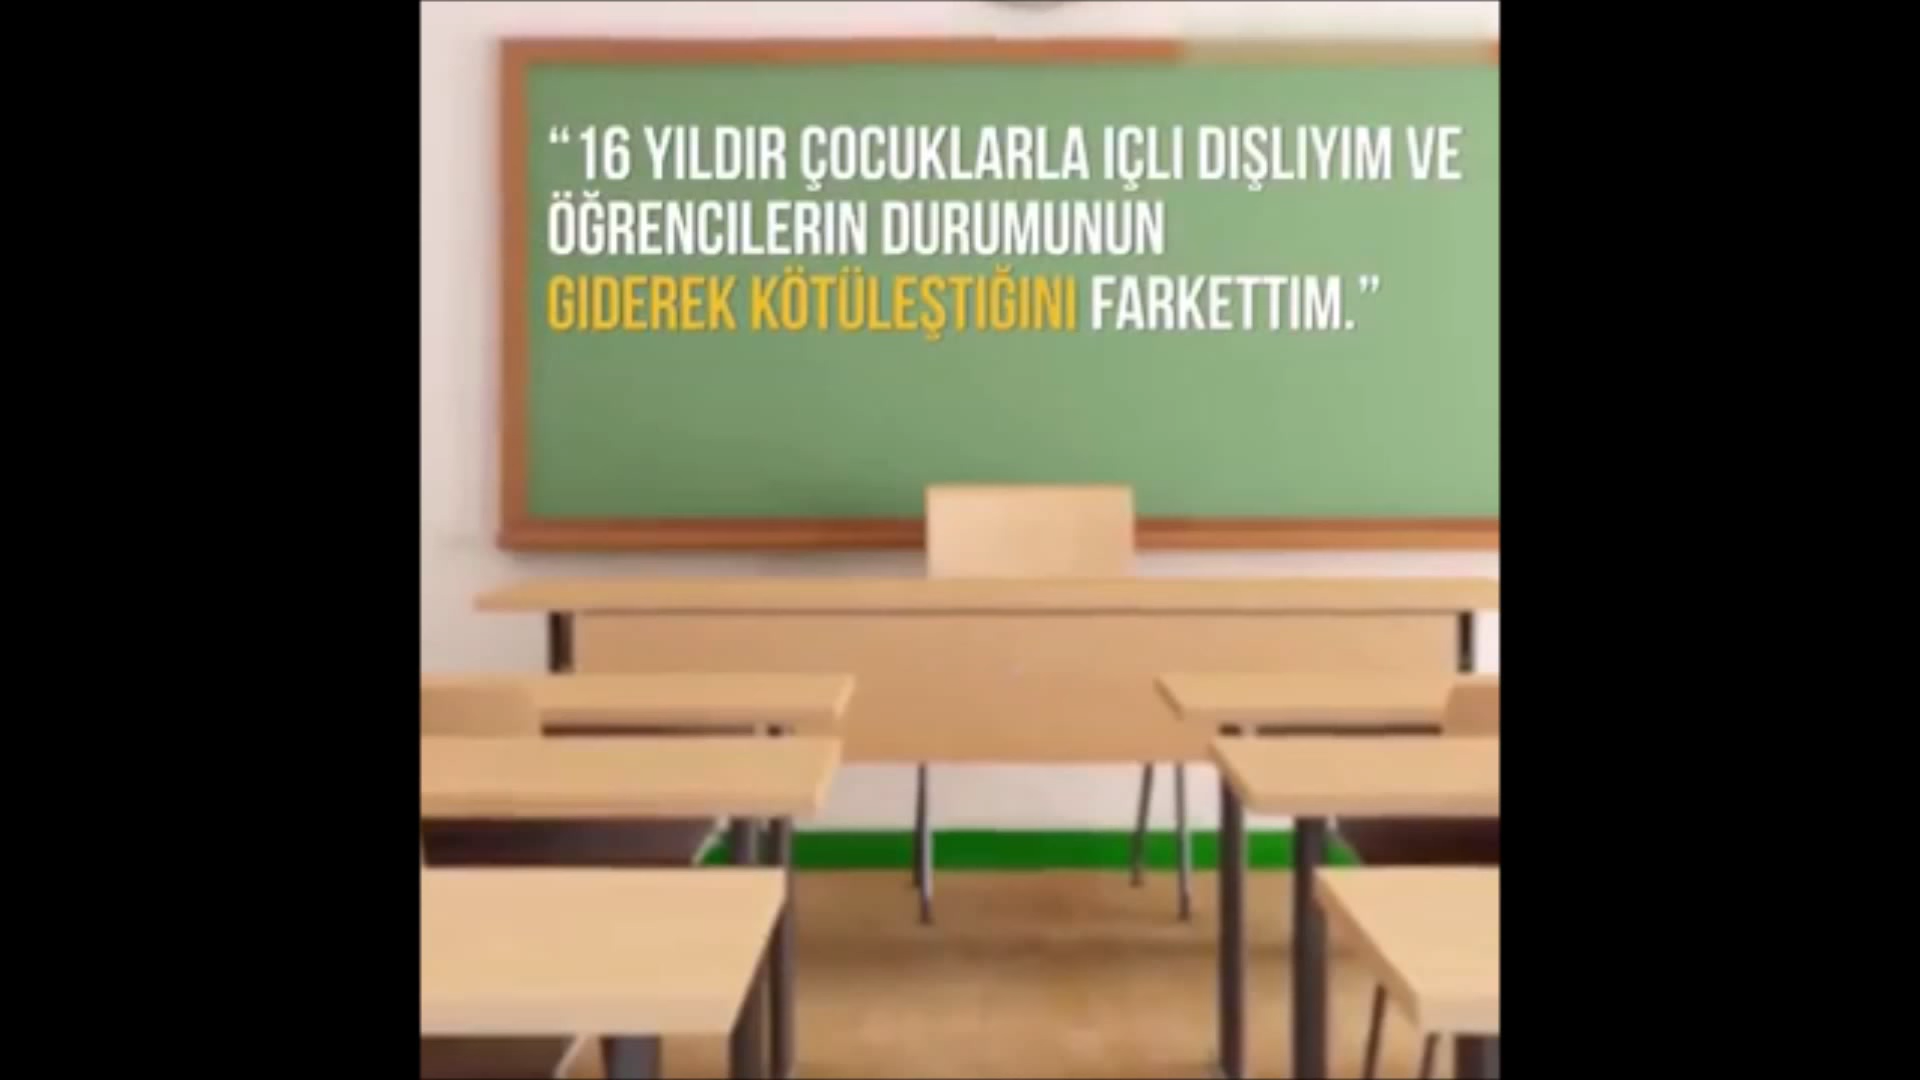 “16 YILDIR ÇOCUKLARLA IÇLI DIŞLIYIM VE
ÖĞRENCILERIN DURUMUNUN
GIDEREK KÖTÜLEŞTIĞINI FARKETTIM.”